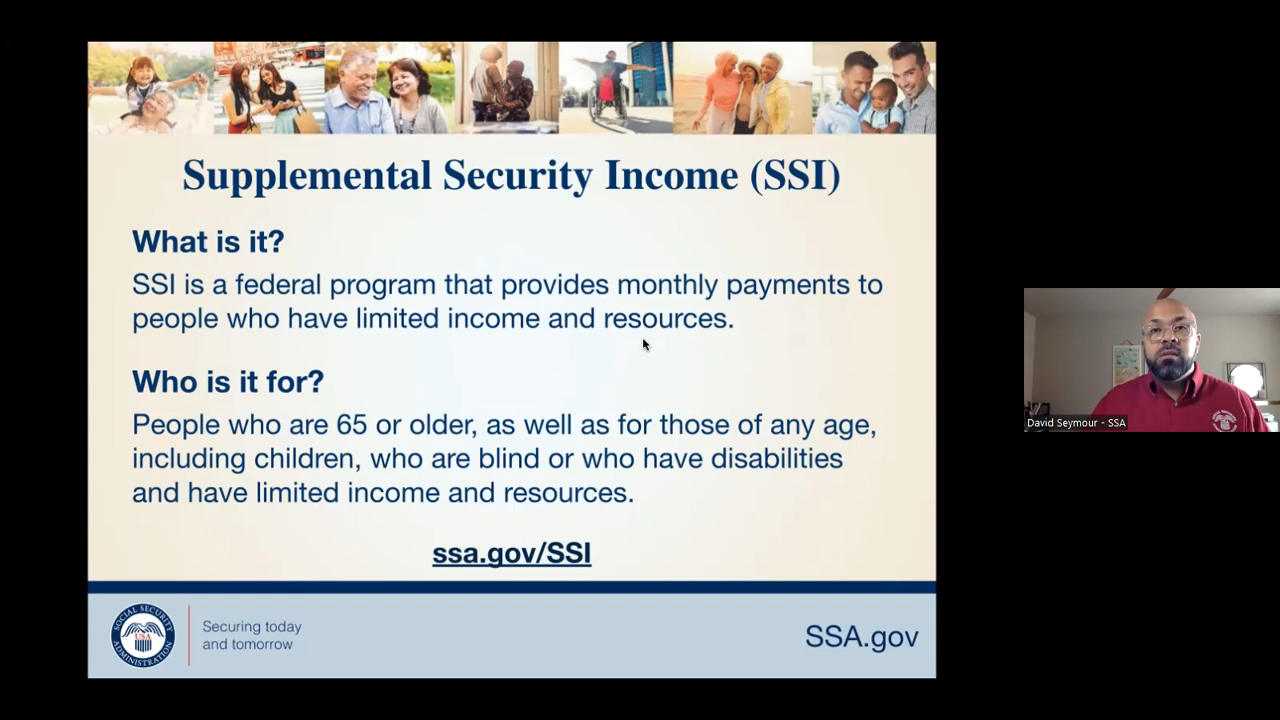 Supplemental Security Income (SSI)
What is it?
SSI is a federal program that provides monthly payments to
people who have limited income and resources.
Who is it for?
People who are 65 or older, as well as for those of any age,
including children, who are blind or who have disabilities
and have limited income and resources.
ssa.gov/SSI
SOCIAL SECURITY
USA
ADMINISTRATION
Securing today
and tomorrow
SSA.gov
David Seymour - SSA